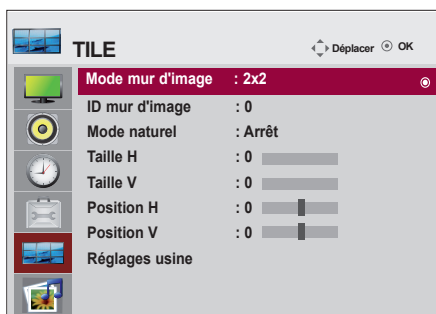 TILE
Déplacer OK
Mode mur d'image : 2x2
ID mur d'image : 0
Mode naturel : Arrêt
Taille H : 0
Taille V : 0
Position H : 0
Position V : 0
Réglages usine